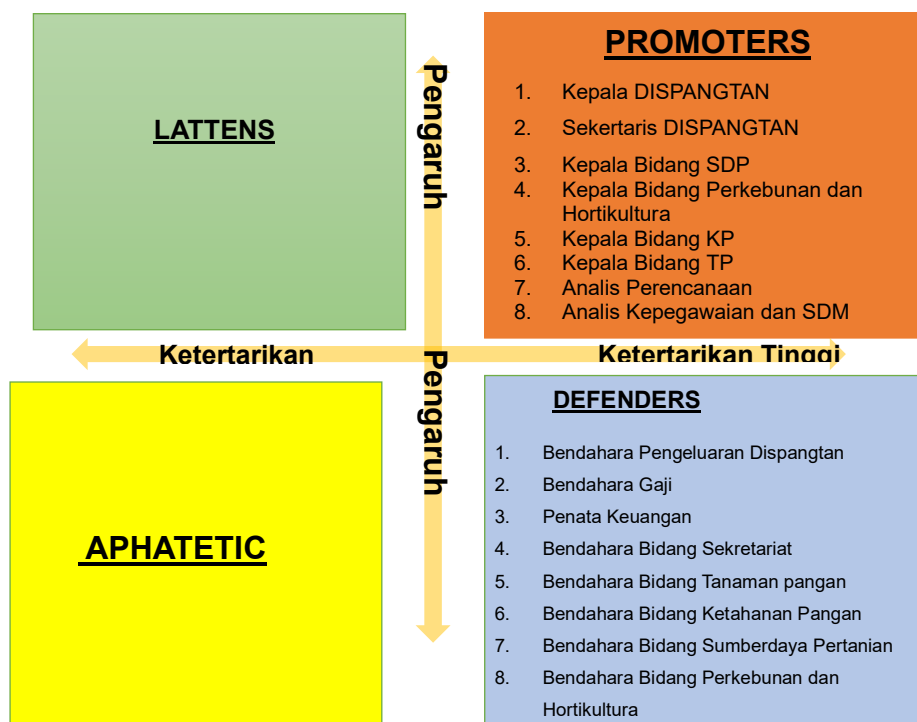 LATTENS
Pengaruh
PROMOTERS
1. Kepala DISPANGTAN
2. Sekertaris DISPANGTAN
3. Kepala Bidang SDP
4. Kepala Bidang Perkebunan dan
Hortikultura
5. Kepala Bidang KP
6. Kepala Bidang TP
7. Analis Perencanaan
8. Analis Kepegawaian dan SDM
Ketertarikan
Ketertarikan Tinggi
APHATETIC
Pengaruh
DEFENDERS
1. Bendahara Pengeluaran Dispangtan
2. Bendahara Gaji
3. Penata Keuangan
4. Bendahara Bidang Sekretariat
5. Bendahara Bidang Tanaman pangan
6. Bendahara Bidang Ketahanan Pangan
7. Bendahara Bidang Sumberdaya Pertanian
8. Bendahara Bidang Perkebunan dan
Hortikultura